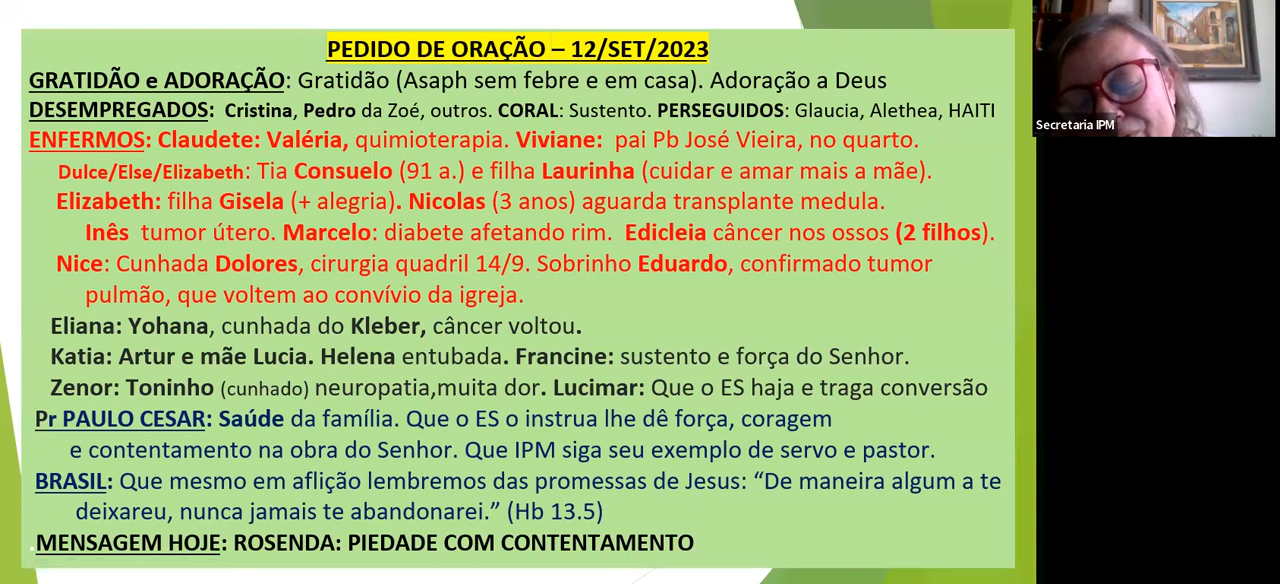 PEDIDO DE ORAÇÃO – 12/SET/2023
GRATIDÃO e ADORAÇÃO: Gratidão (Asaph sem febre e em casa). Adoração a Deus
DESEMPREGADOS: Cristina, Pedro da Zoé, outros. CORAL: Sustento. PERSEGUIDOS: Glaucia, Alethea, HAITI
ENFERMOS: Claudete: Valéria, quimioterapia. Viviane: pai Pb José Vieira, no quarto.
Dulce/Else/Elizabeth: Tia Consuelo (91 a.) e filha Laurinha (cuidar e amar mais a mãe).
Elizabeth: filha Gisela (+ alegria). Nicolas (3 anos) aguarda transplante medula.
Inês tumor útero. Marcelo: diabete afetando rim. Edicleia câncer nos ossos (2 filhos).
Nice: Cunhada Dolores, cirurgia quadril 14/9. Sobrinho Eduardo, confirmado tumor
pulmão, que voltem ao convívio da igreja.
Eliana: Yohana, cunhada do Kleber, câncer voltou.
Katia: Artur e mãe Lucia. Helena entubada. Francine: sustento e força do Senhor.
Zenor: Toninho (cunhado) neuropatia,muita dor. Lucimar: Que o ES haja e traga conversão
Pr PAULO CESAR: Saúde da família. Que o ES o instrua lhe dê força, coragem
e contentamento na obra do Senhor. Que IPM siga seu exemplo de servo e pastor.
BRASIL: Que mesmo em aflição lembremos das promessas de Jesus: “De maneira algum a te
deixareu, nunca jamais te abandonarei.” (Hb 13.5)
.MENSAGEM HOJE: ROSENDA: PIEDADE COM CONTENTAMENTO
Secretaria IPM